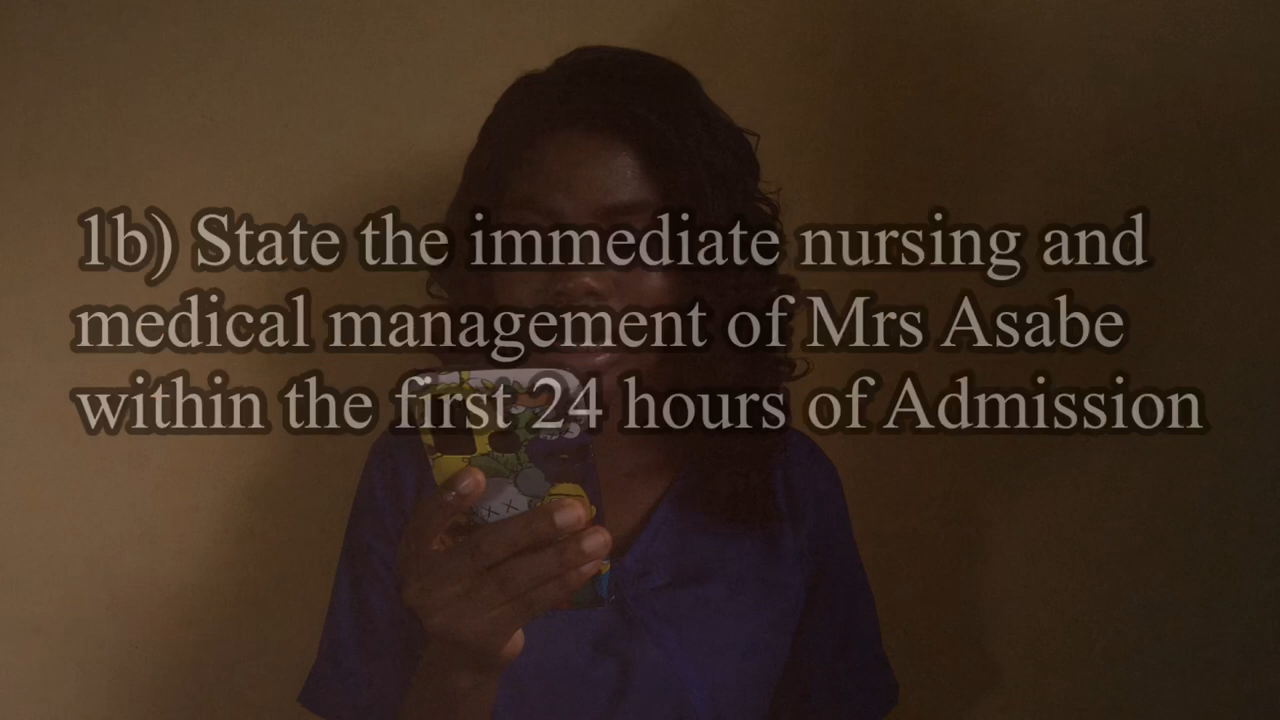 1b) State the immediate nursing and
medical management of Mrs Asabe
within the first 24 hours of Admission